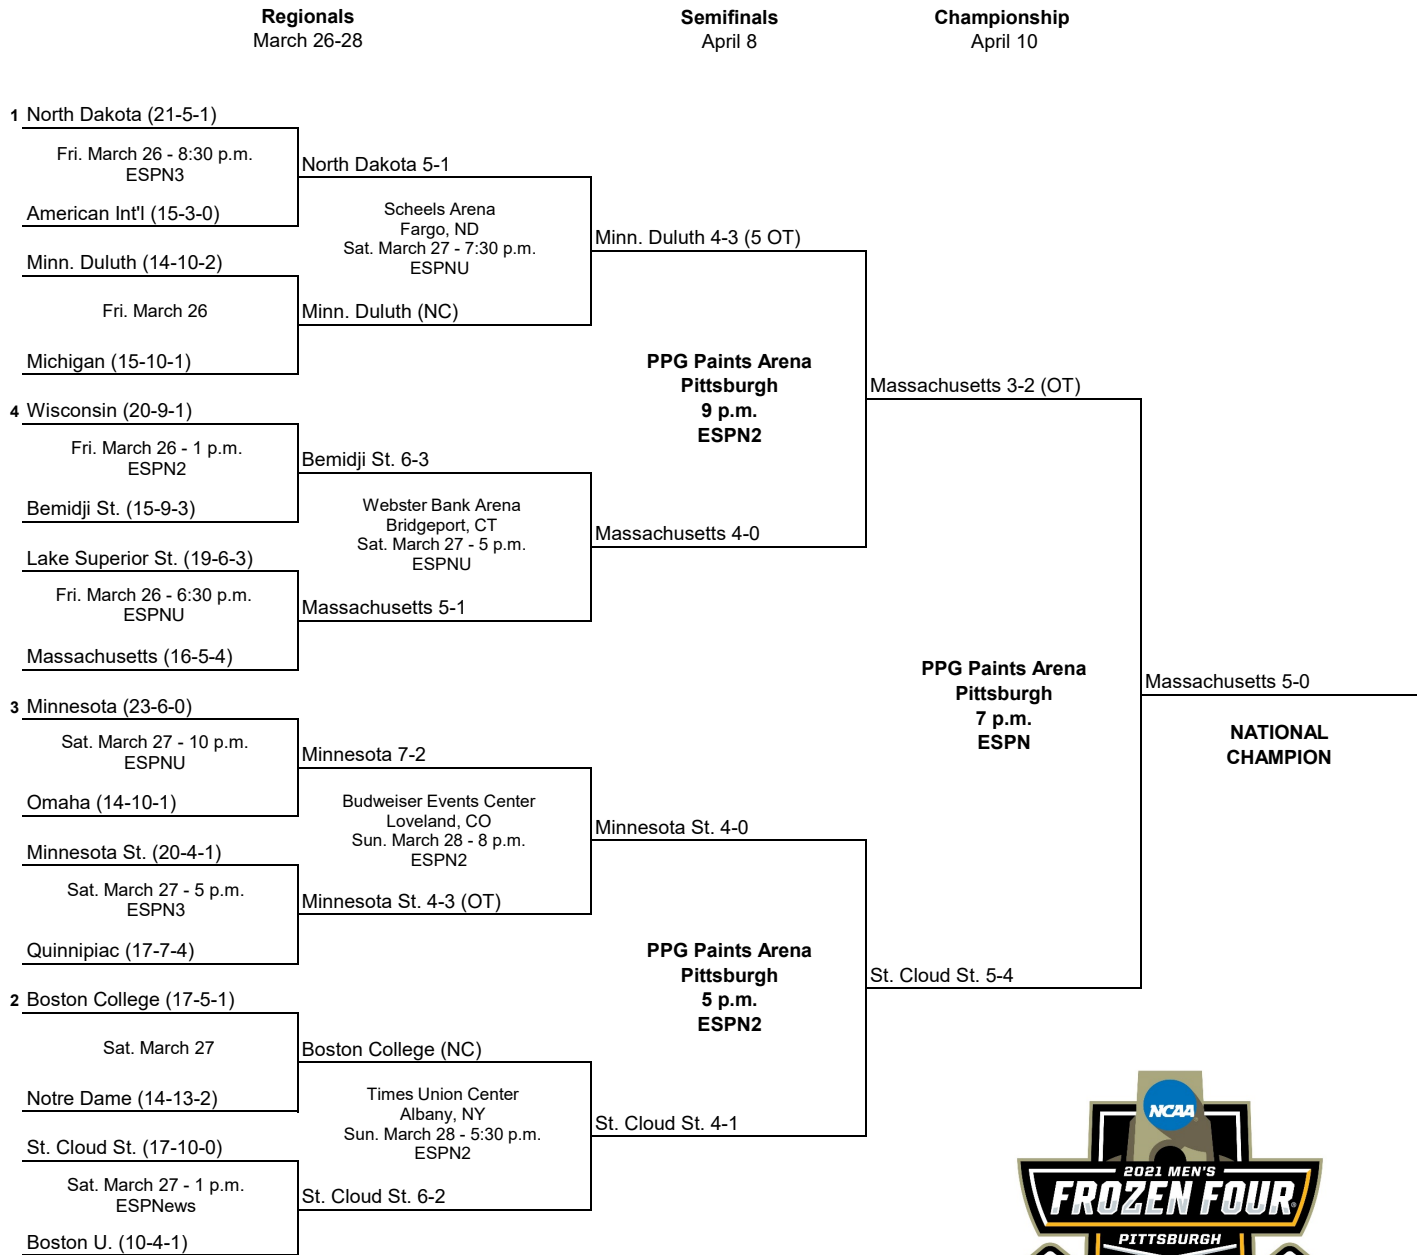 Regionals
March 26-28
Semifinals
April 8
Championship
April 10
1 North Dakota (21-5-1)
Fri. March 26 - 8:30 p.m.
ESPN3
American Int'l (15-3-0)
North Dakota 5-1
Scheels Arena
Fargo, ND
Sat. March 27 - 7:30 p.m.
ESPNU
Minn. Duluth (14-10-2)
Fri. March 26
Michigan (15-10-1)
Minn. Duluth (NC)
Minn. Duluth 4-3 (5 OT)
4 Wisconsin (20-9-1)
Fri. March 26 - 1 p.m.
ESPN2
Bemidji St. (15-9-3)
Bemidji St. 6-3
Webster Bank Arena
Bridgeport, CT
Sat. March 27 - 5 p.m.
ESPNU
Lake Superior St. (19-6-3)
Fri. March 26 - 6:30 p.m.
ESPNU
Massachusetts (16-5-4)
Massachusetts 5-1
Massachusetts 4-0
PPG Paints Arena
Pittsburgh
9 p.m.
ESPN2
Massachusetts 3-2 (OT)
3 Minnesota (23-6-0)
Sat. March 27 - 10 p.m.
ESPNU
Omaha (14-10-1)
Minnesota 7-2
Budweiser Events Center
Loveland, CO
Sun. March 28 - 8 p.m.
ESPN2
Minnesota St. (20-4-1)
Sat. March 27 - 5 p.m.
ESPN3
Quinnipiac (17-7-4)
Minnesota St. 4-3 (OT)
Minnesota St. 4-0
2 Boston College (17-5-1)
Sat. March 27
Notre Dame (14-13-2)
Boston College (NC)
Times Union Center
Albany, NY
Sun. March 28 - 5:30 p.m.
ESPN2
St. Cloud St. (17-10-0)
Sat. March 27 - 1 p.m.
ESPNews
Boston U. (10-4-1)
St. Cloud St. 6-2
St. Cloud St. 4-1
PPG Paints Arena
Pittsburgh
5 p.m.
ESPN2
St. Cloud St. 5-4
PPG Paints Arena
Pittsburgh
7 p.m.
ESPN
Massachusetts 5-0
NATIONAL
CHAMPION
NCAA
2021 MEN'S
FROZEN FOUR®
PITTSBURGH